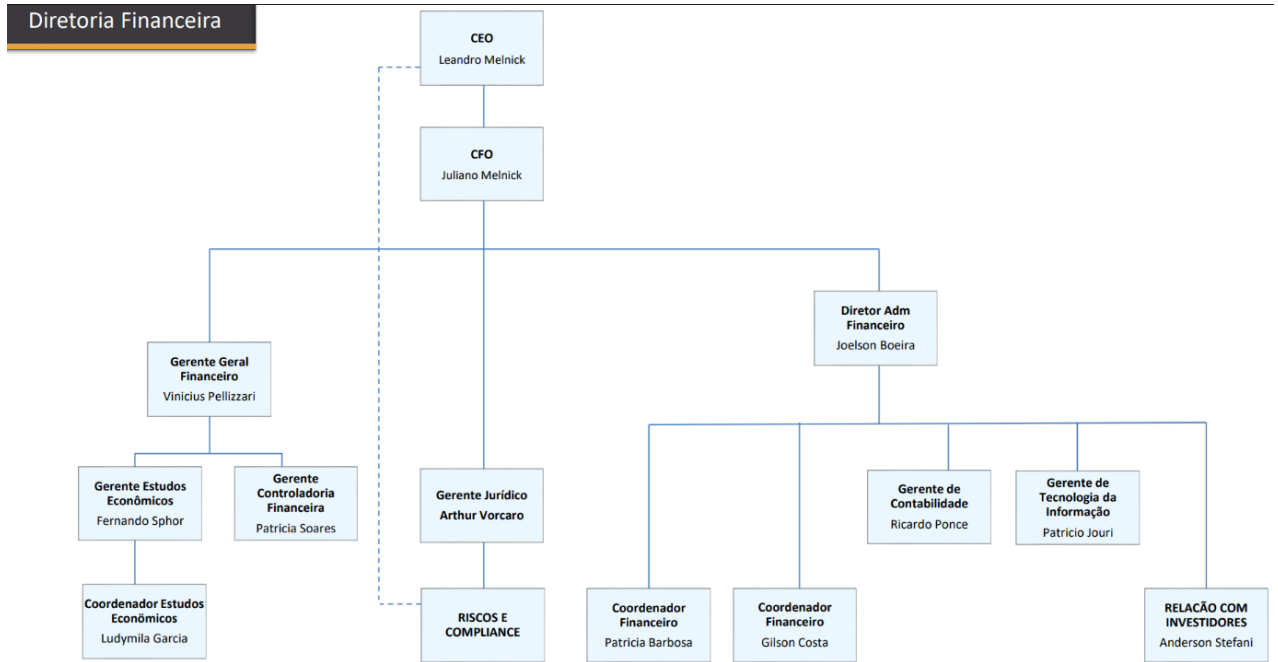 Diretoria Financeira
CEO
Leandro Melnick
CFO
Juliano Melnick
Diretor Adm
Financeiro
Joelson Boeira
Gerente Geral
Financeiro
Vinicius Pellizzari
Gerente Estudos
Econômicos
Fernando Sphor
Gerente
Controladoria
Financeira
Patricia Soares
Gerente Jurídico
Arthur Vorcaro
Gerente de
Contabilidade
Ricardo Ponce
Gerente de
Tecnologia da
Informação
Patricio Jouri
Coordenador Estudos
Econõmicos
Ludymila Garcia
RISCOS E
COMPLIANCE
Coordenador
Financeiro
Patricia Barbosa
Coordenador
Financeiro
Gilson Costa
RELACÃO COM
INVESTIDORES
Anderson Stefani